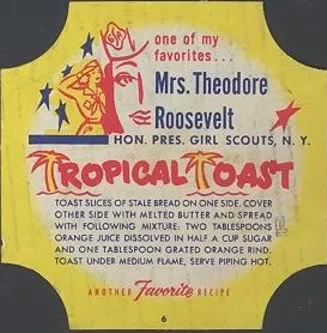 one of my
favorites...
Mrs. Theodore
Roosevelt
HON. PRES. GIRL SCOUTS, N. Y.
TROPICAL TOAST
TOAST SLICES OF STALE BREAD ON ONE SIDE. COVER
OTHER SIDE WITH MELTED BUTTER AND SPREAD
WITH FOLLOWING MIXTURE: TWO TABLESPOONS
ORANGE JUICE DISSOLVED IN HALF A CUP SUGAR
AND ONE TABLESPOON GRATED ORANGE RIND.
TOAST UNDER MEDIUM FLAME, SERVE PIPING HOT.
ANOTHER Favorite RECIPE
6